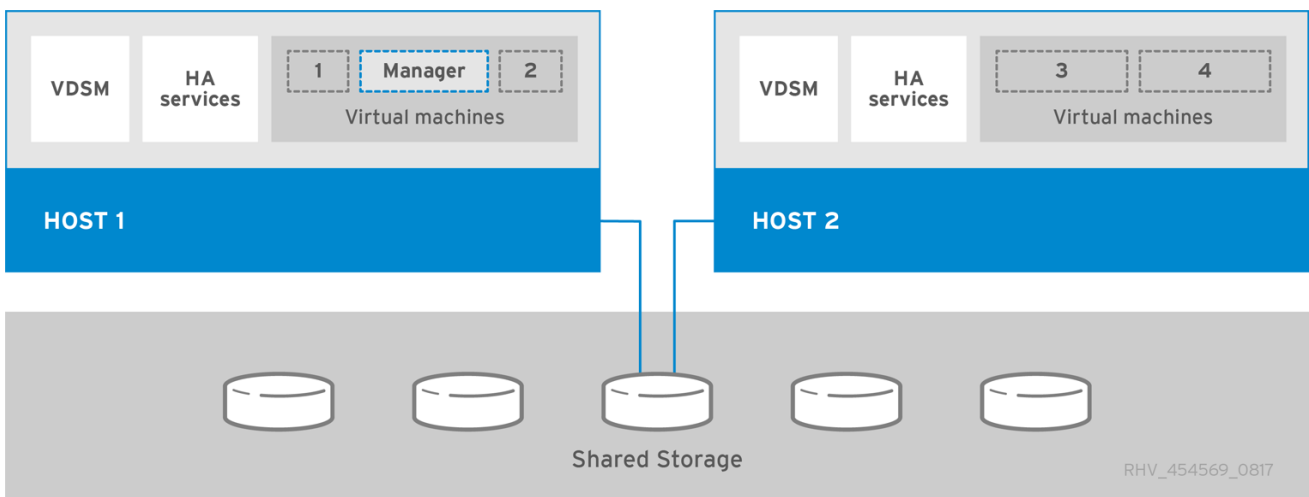 VDSM
HA
services
1
Manager
2
Virtual machines
HOST 1
VDSM
HA
services
3
4
Virtual machines
HOST 2
Shared Storage
RHV_454569_0817